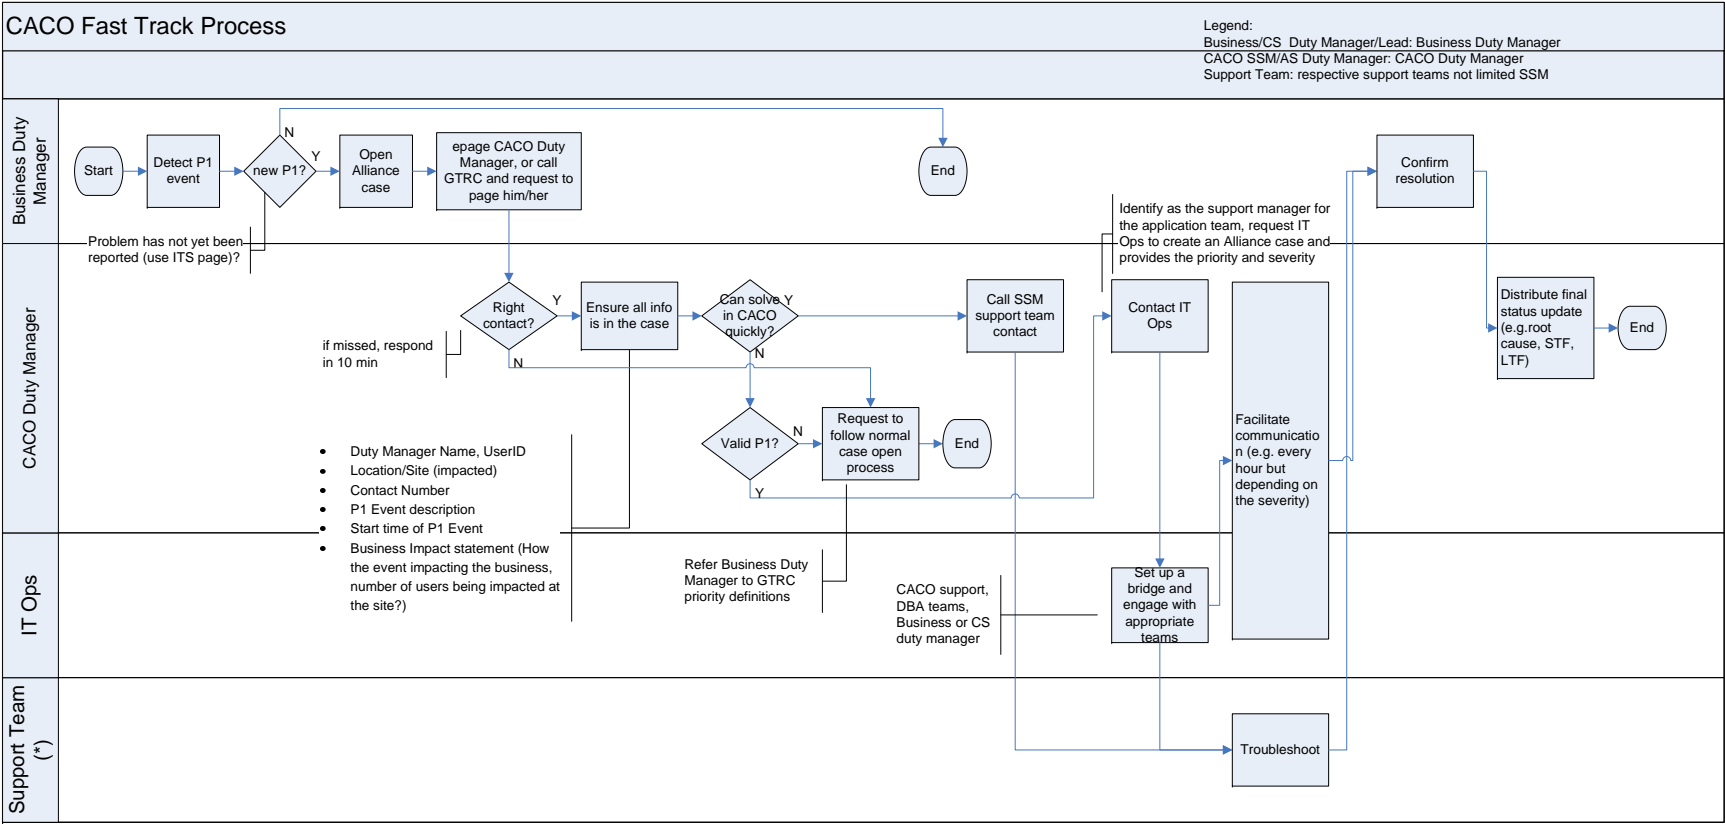 CACO Fast Track Process
Legend:
Business/CS  Duty Manager/Lead: Business Duty Manager
CACO SSM/AS Duty Manager: CACO Duty Manager
Support Team: respective support teams not limited SSM
Business Duty
Manager
Start
Detect P1
event
new P1?
N
Y
Open
Alliance
case
epage CACO Duty
Manager, or call
GTRC and request to
page him/her
End
Confirm
resolution
Problem has not yet been
reported (use ITS page)?
Identify as the support manager for
the application team, request IT
Ops to create an Alliance case and
provides the priority and severity
CACO Duty Manager
Right
contact?
Y
N
if missed, respond
in 10 min
Ensure all info
is in the case
Can solve
in CACO
quickly?
Y
N
Call SSM
support team
contact
Contact IT
Ops
Distribute final
status update
(e.g.root
cause, STF,
LTF)
End
Valid P1?
N
Y
Request to
follow normal
case open
process
End
Facilitate
communicatio
n (e.g. every
hour but
depending on
the severity)
• Duty Manager Name, UserID
• Location/Site (impacted)
• Contact Number
• P1 Event description
• Start time of P1 Event
• Business Impact statement (How
the event impacting the business,
number of users being impacted at
the site?)
IT Ops
Refer Business Duty
Manager to GTRC
priority definitions
CACO support,
DBA teams,
Business or CS
duty manager
Set up a
bridge and
engage with
appropriate
teams
Support Team
(*)
Troubleshoot